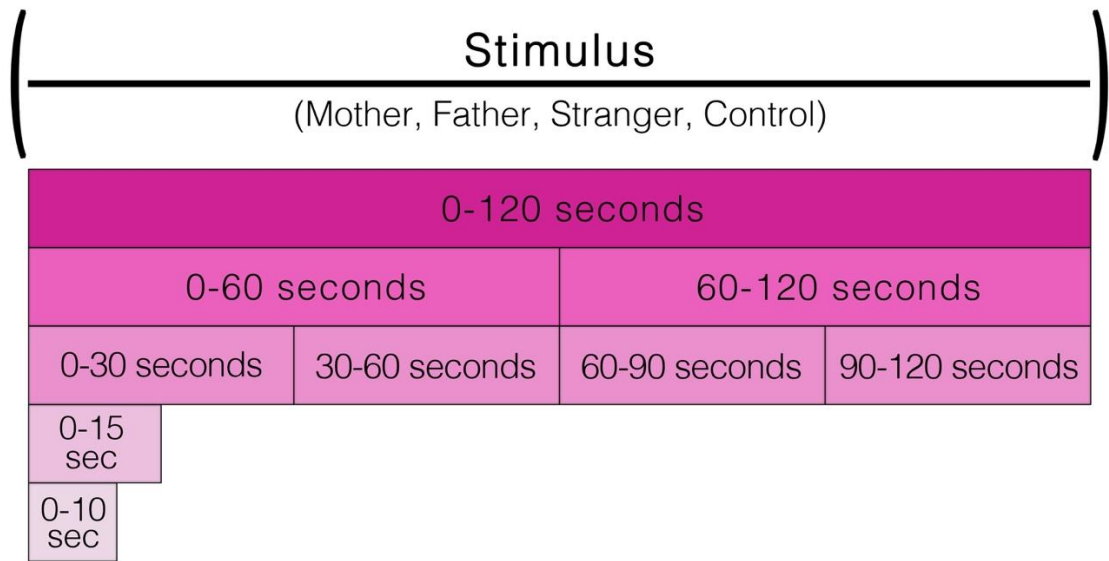 Stimulus
(Mother, Father, Stranger, Control)
0-120 seconds
0-60 seconds
60-120 seconds
0-30 seconds
30-60 seconds
60-90 seconds
90-120 seconds
0-15
sec
0-10
sec